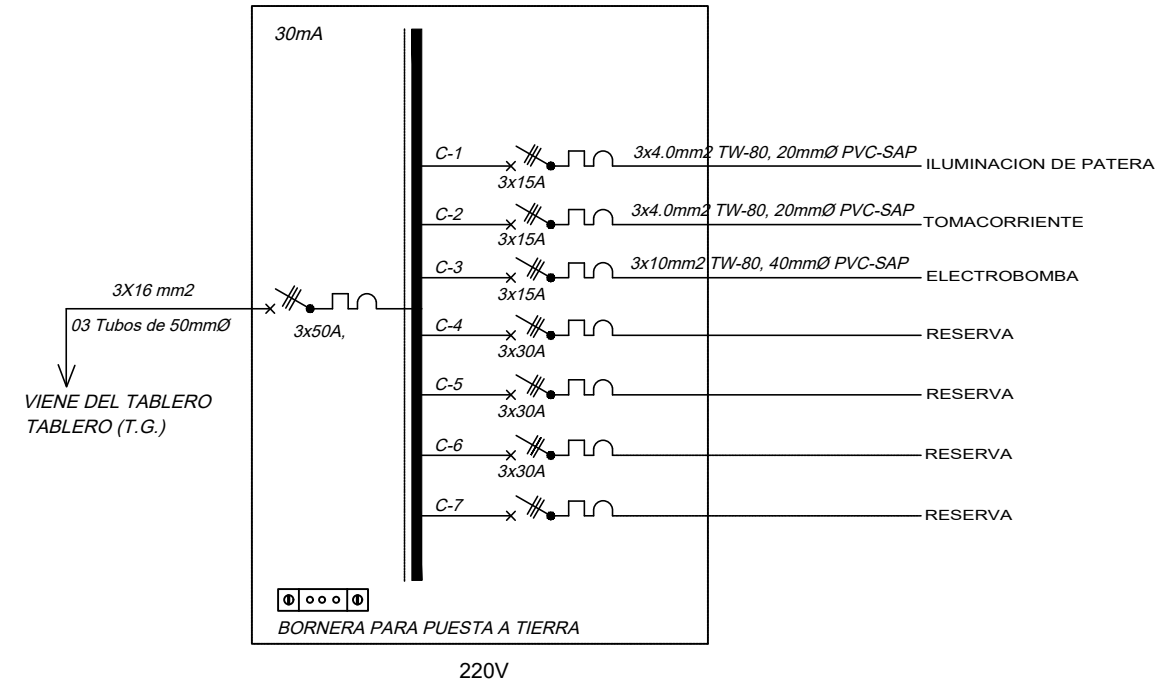 30mA
C-1
3x4.0mm2 TW-80, 20mmØ PVC-SAP
ILUMINACION DE PATERA
3x15A
C-2
3x4.0mm2 TW-80, 20mmØ PVC-SAP
TOMACORRIENTE
3x15A
C-3
3x10mm2 TW-80, 40mmØ PVC-SAP
ELECTROBOMBA
3x15A
3X16 mm2
03 Tubos de 50mmØ
3x50A,
C-4
RESERVA
3x30A
C-5
RESERVA
3x30A
VIENE DEL TABLERO
TABLERO (T.G.)
C-6
RESERVA
3x30A
C-7
RESERVA
BORNERA PARA PUESTA A TIERRA
220V